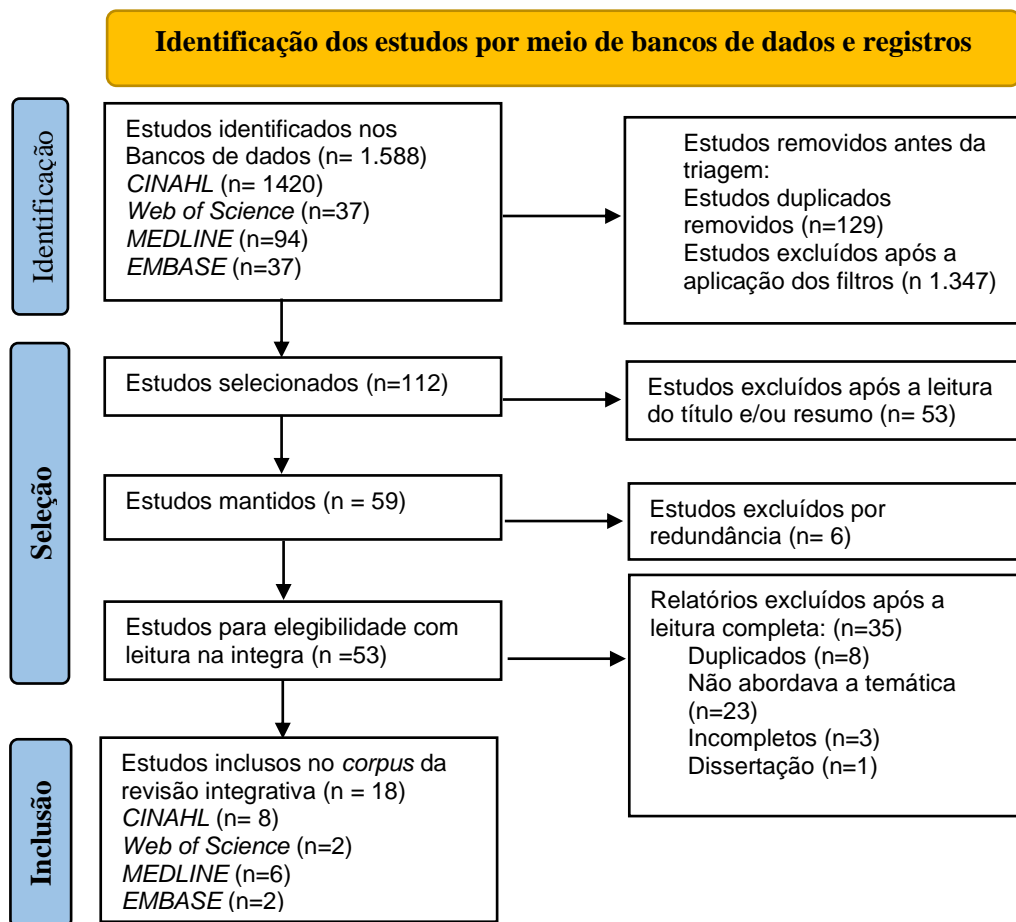 Identificação dos estudos por meio de bancos de dados e registros
Identificação
Estudos identificados nos
Bancos de dados (n= 1.588)
CINAHL (n= 1420)
Web of Science (n=37)
MEDLINE (n=94)
EMBASE (n=37)
Estudos removidos antes da
triagem:
Estudos duplicados
removidos (n=129)
Estudos excluídos após a
aplicação dos filtros (n 1.347)
Seleção
Estudos selecionados (n=112)
Estudos excluídos após a leitura
do título e/ou resumo (n= 53)
Estudos mantidos (n = 59)
Estudos excluídos por
redundância (n= 6)
Estudos para elegibilidade com
leitura na integra (n =53)
Relatórios excluídos após a
leitura completa: (n=35)
Duplicados (n=8)
Não abordava a temática
(n=23)
Incompletos (n=3)
Dissertação (n=1)
Inclusão
Estudos inclusos no corpus da
revisão integrativa (n = 18)
CINAHL (n= 8)
Web of Science (n=2)
MEDLINE (n=6)
EMBASE (n=2)